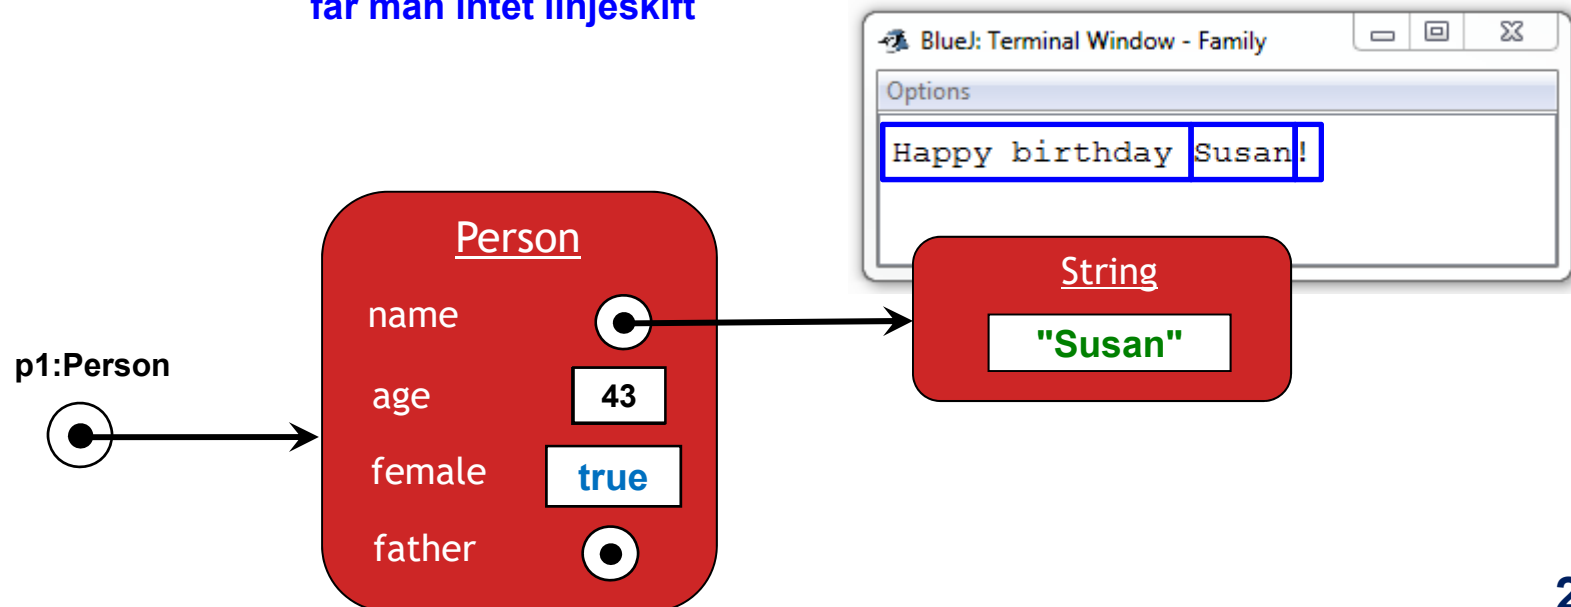 får man intet linjeskift
BlueJ: Terminal Window - Family
Options
Happy birthday Susan!
Person
String
name
"Susan"
p1:Person
age
43
female
true
father
2